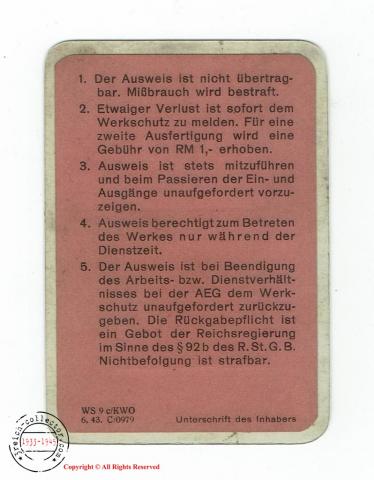 1. Der Ausweis ist nicht übertrag-
bar. Mißbrauch wird bestraft.
2. Etwaiger Verlust ist sofort dem
Werkschutz zu melden. Für eine
zweite Ausfertigung wird eine
Gebühr von RM 1,- erhoben.
3. Ausweis ist stets mitzuführen
und beim Passieren der Ein- und
Ausgänge unaufgefordert vorzu-
zeigen.
4. Ausweis berechtigt zum Betreten
des Werkes nur während der
Dienstzeit.
5. Der Ausweis ist bei Beendigung
des Arbeits- bzw. Dienstverhält-
nisses bei der AEG dem Werk-
schutz unaufgefordert zurückzu-
geben. Die Rückgabepflicht ist
ein Gebot der Reichsregierung
im Sinne des § 92 b des R. St. G. B.
Nichtbefolgung ist strafbar.
WS 9 c/KWO
6. 43. C/0979
Unterschrift des Inhabers
3reich-collector.com
1933-1945
Copyright © All Rights Reserved